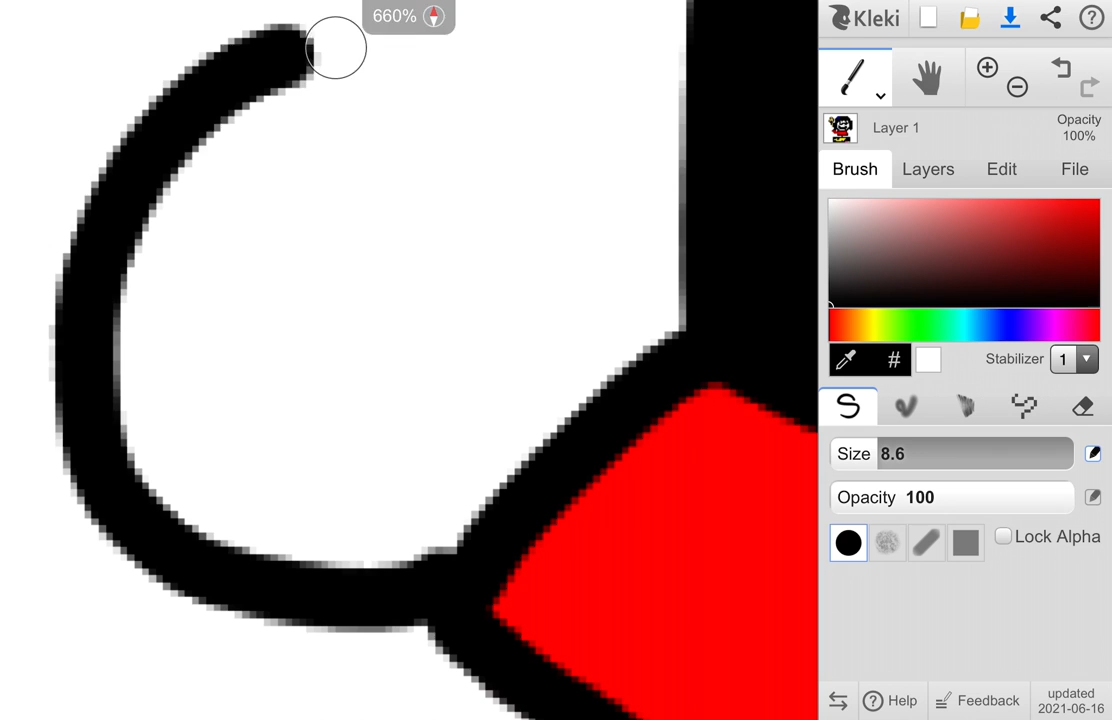 660%
Kleki
Layer 1
Opacity
100%
Brush
Layers
Edit
File
#
Stabilizer
1
Size 8.6
Opacity 100
Lock Alpha
Help
Feedback
updated
2021-06-16